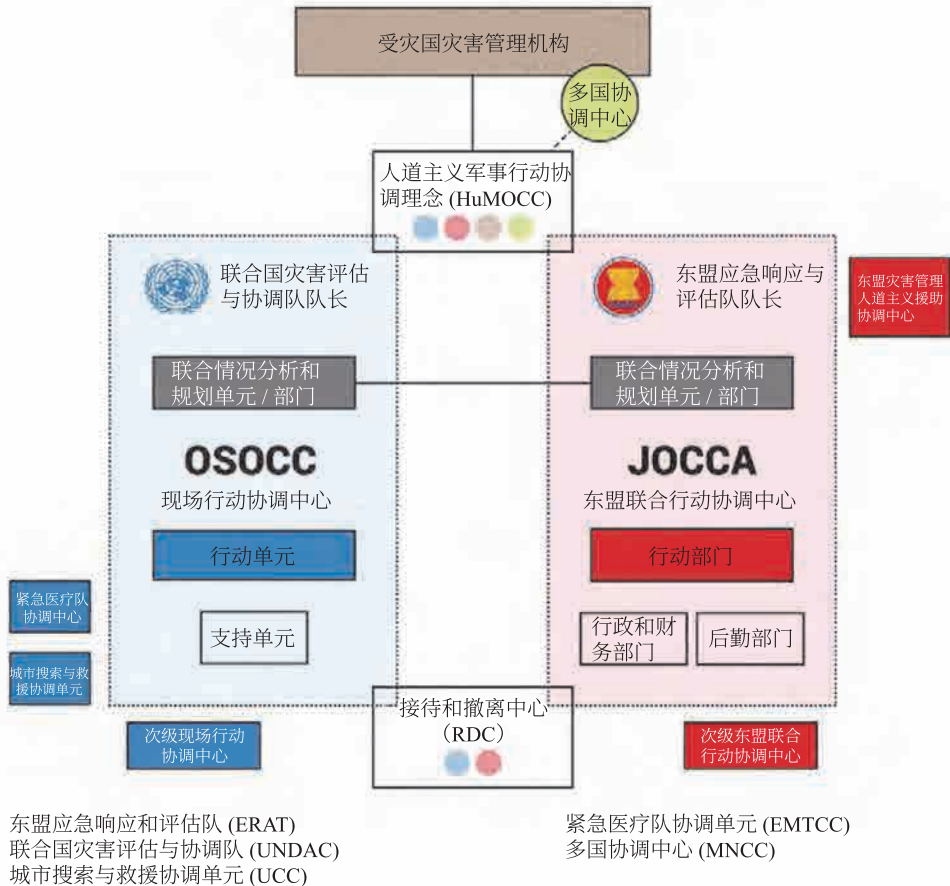 受灾国灾害管理机构
多国协
调中心
人道主义军事行动协
调理念 (HuMOCC)
联合国灾害评估
与协调队队长
东盟应急响应与
评估队队长
东盟灾害管理
人道主义援助
协调中心
联合情况分析和
规划单元 / 部门
联合情况分析和
规划单元 / 部门
OSOCC
现场行动协调中心
JOCCA
东盟联合行动协调中心
行动单元
行动部门
紧急医疗队
协调中心
支持单元
行政和财
务部门
后勤部门
城市搜索与救
援协调单元
接待和撤离中心
（RDC）
次级现场行动
协调中心
次级东盟联合
行动协调中心
东盟应急响应和评估队 (ERAT)
联合国灾害评估与协调队 (UNDAC)
城市搜索与救援协调单元 (UCC)
紧急医疗队协调单元 (EMTCC)
多国协调中心 (MNCC)